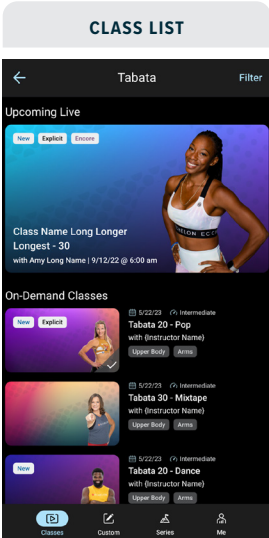 CLASS LIST
Tabata
Filter
Upcoming Live
New
Explicit
Encore
Class Name Long Longer
Longest - 30
with Amy Long Name | 9/12/22 @ 6:00 am
On-Demand Classes
New
Explicit
5/22/23
Intermediate
Tabata 20 - Pop
with {Instructor Name}
Upper Body
Arms
5/22/23
Intermediate
Tabata 30 - Mixtape
with {Instructor Name}
Upper Body
Arms
New
5/22/23
Intermediate
Tabata 20 - Dance
with {Instructor Name}
Upper Body
Arms
Classes
Custom
Series
Me